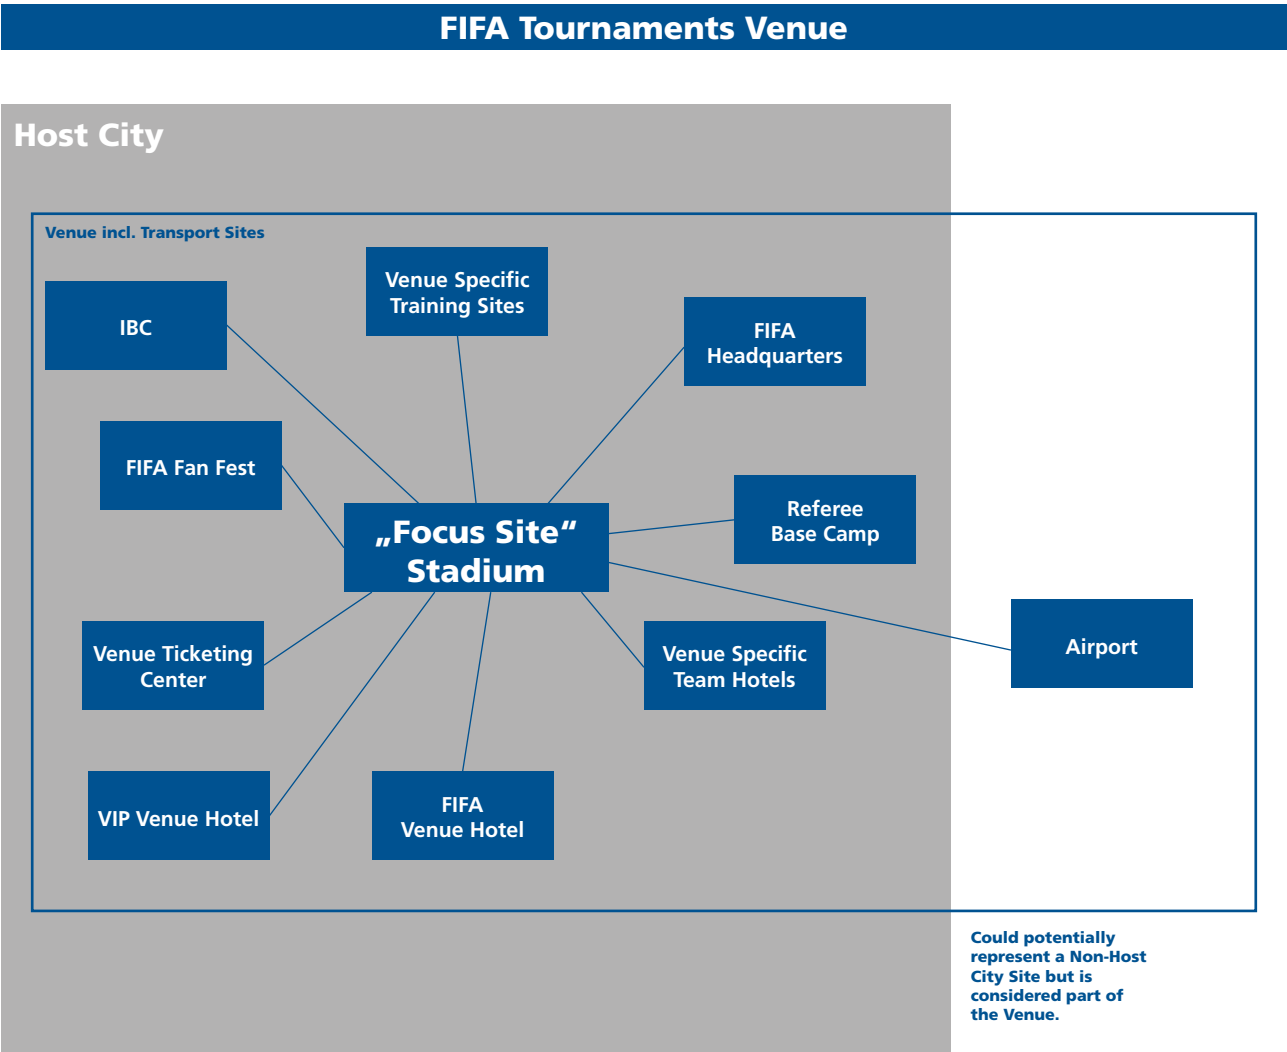 FIFA Tournaments Venue
Host City
Venue incl. Transport Sites
Venue Specific
Training Sites
IBC
FIFA
Headquarters
FIFA Fan Fest
Referee
Base Camp
„Focus Site“
Stadium
Venue Ticketing
Center
Venue Specific
Team Hotels
Airport
VIP Venue Hotel
FIFA
Venue Hotel
Could potentially
represent a Non-Host
City Site but is
considered part of
the Venue.